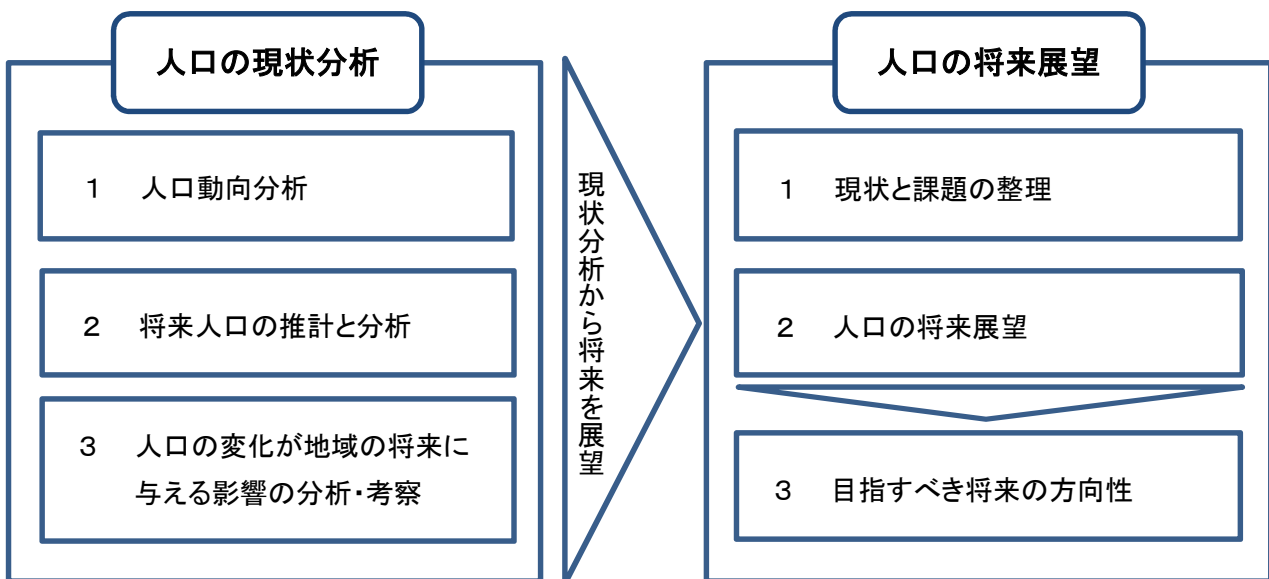 人口の現状分析
1 人口動向分析
2 将来人口の推計と分析
3 人口の変化が地域の将来に
与える影響の分析・考察
現状分析から将来を展望
人口の将来展望
1 現状と課題の整理
2 人口の将来展望
3 目指すべき将来の方向性